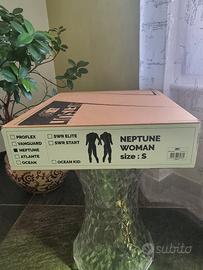 PROFLEX
VANGUARD
NEPTUNE
ATLANTE
OCEAN
SWR ELITE
SWR START
OCEAN KID
NEPTUNE
WOMAN
size : S
subito